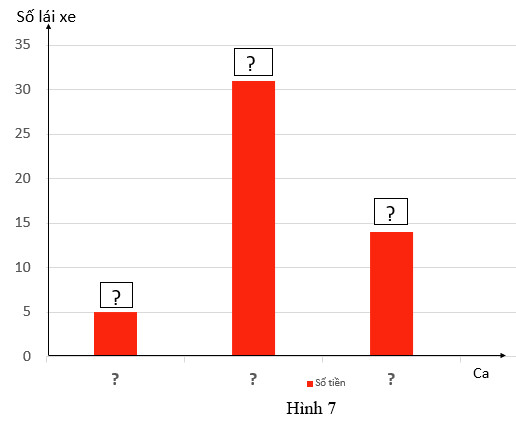 Số lái xe
35
?
30
25
20
?
15
10
?
5
0
? ? ? Ca
Số tiền
Hình 7